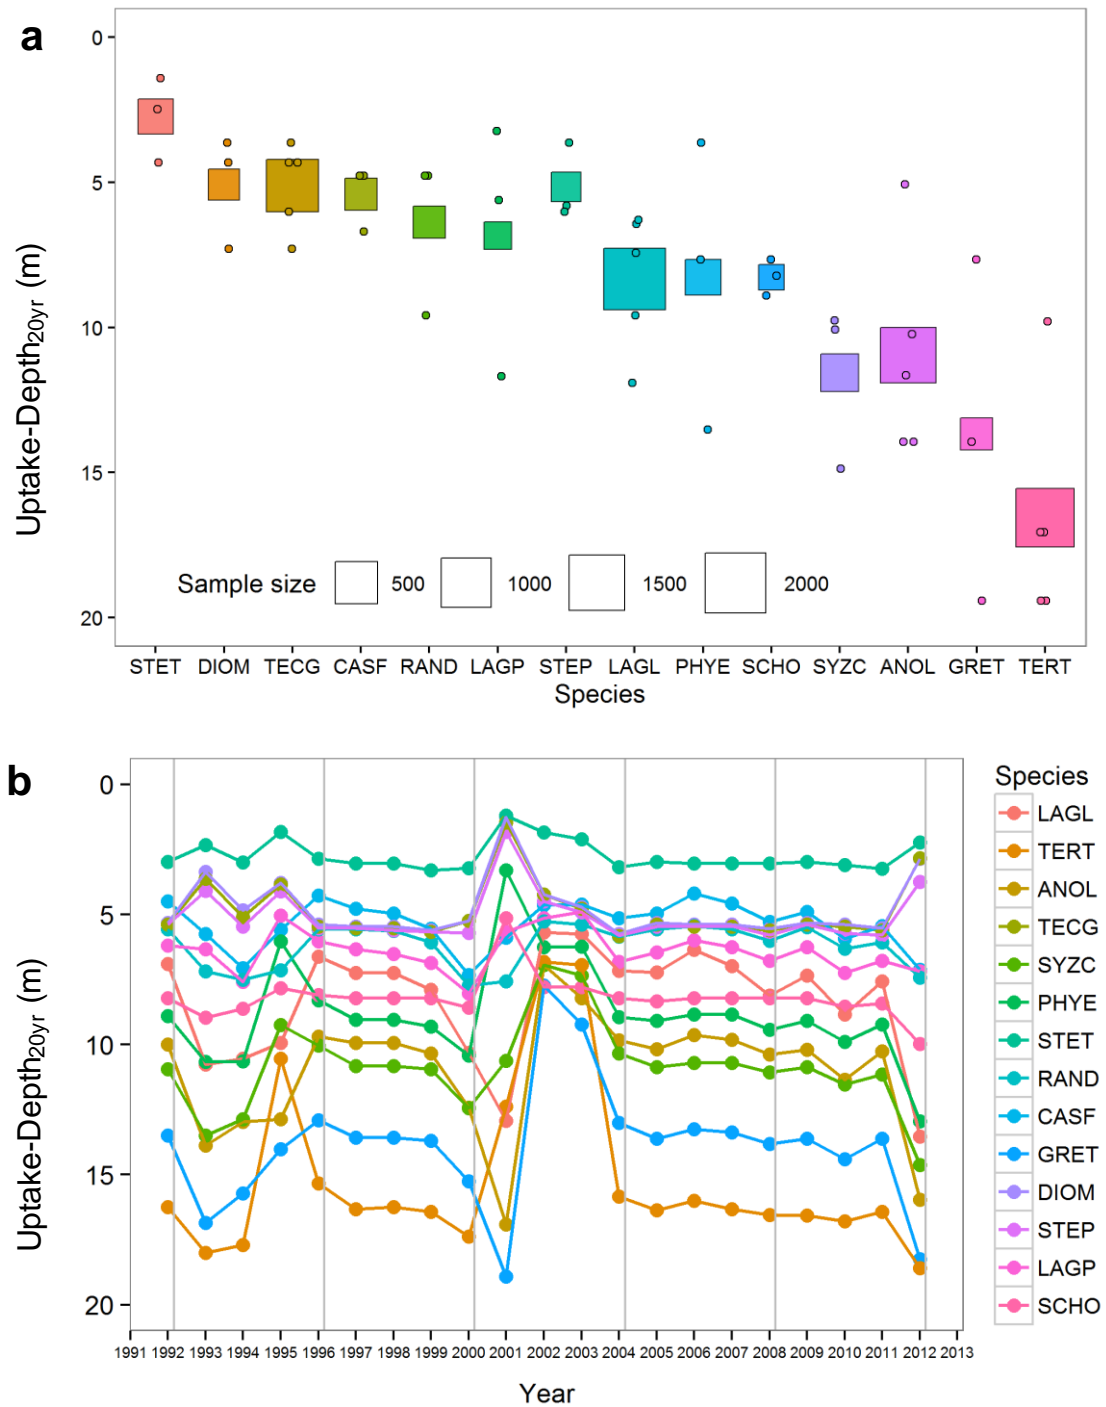 a
Uptake-Depth20yr (m)
0
5
10
15
20
Sample size 500 1000 1500 2000
STET DIOM TECG CASF RAND LAGP STEP LAGL PHYE SCHO SYZC ANOL GRET TERT
Species
b
Uptake-Depth20yr (m)
0
5
10
15
20
1991 1992 1993 1994 1995 1996 1997 1998 1999 2000 2001 2002 2003 2004 2005 2006 2007 2008 2009 2010 2011 2012 2013
Year
Species
LAGL
TERT
ANOL
TECG
SYZC
PHYE
STET
RAND
CASF
GRET
DIOM
STEP
LAGP
SCHO